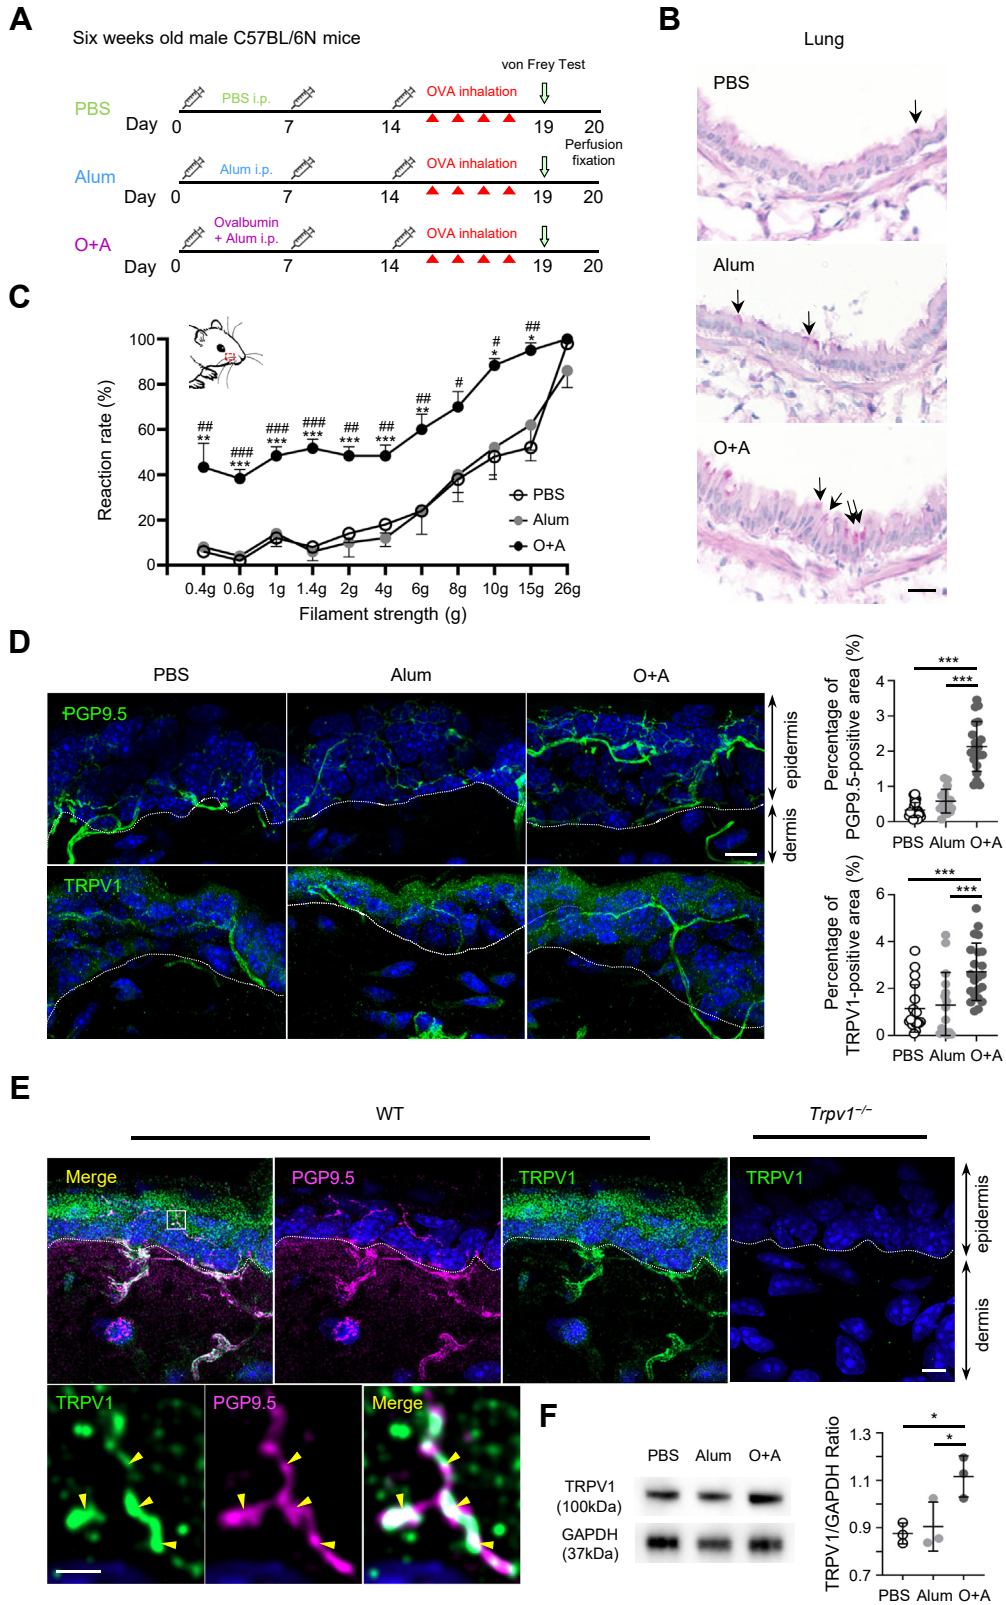 A
Six weeks old male C57BL/6N mice
von Frey Test
PBS
PBS i.p.
OVA inhalation
Day 0 7 14 19 20
Perfusion
fixation
Alum
Alum i.p.
OVA inhalation
Day 0 7 14 19 20
O+A
Ovalbumin
+ Alum i.p.
OVA inhalation
Day 0 7 14 19 20
B
Lung
PBS
Alum
O+A
C
Reaction rate (%)
100
80
60
40
20
0
## ### ### ### ## ## ## # # ##
** *** *** *** *** *** ** * *
PBS
Alum
O+A
0.4g 0.6g 1g 1.4g 2g 4g 6g 8g 10g 15g 26g
Filament strength (g)
D
PBS Alum O+A
PGP9.5
epidermis
dermis
TRPV1
Percentage of
PGP9.5-positive area (%)
***
***
4
3
2
1
0
PBS Alum O+A
Percentage of
TRPV1-positive area (%)
***
***
6
4
2
0
PBS Alum O+A
E
WT
Trpv1−/−
Merge PGP9.5 TRPV1 TRPV1
epidermis
dermis
TRPV1 PGP9.5 Merge
F
PBS Alum O+A
TRPV1
(100kDa)
GAPDH
(37kDa)
TRPV1/GAPDH Ratio
*
*
1.3
1.1
0.9
0.7
PBS Alum O+A